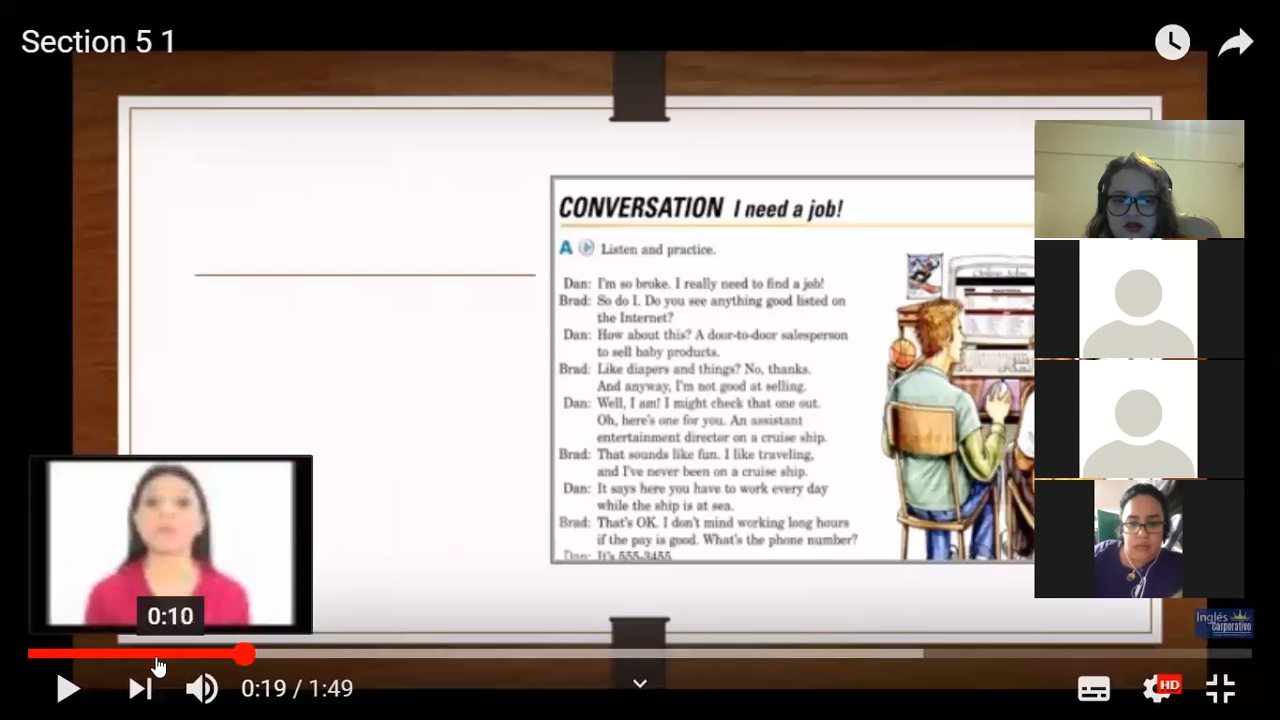 Section 5 1
CONVERSATION I need a job!
A Listen and practice.
Dan: I'm so broke. I really need to find a job!
Brad: So do I. Do you see anything good listed on
the Internet?
Dan: How about this? A door-to-door salesperson
to sell baby products.
Brad: Like diapers and things? No, thanks.
And anyway, I'm not good at selling.
Dan: Well, I am! I might check that one out.
Oh, here's one for you. An assistant
entertainment director on a cruise ship.
Brad: That sounds like fun. I like traveling,
and I've never been on a cruise ship.
Dan: It says here you have to work every day
while the ship is at sea.
Brad: That's OK. I don't mind working long hours
if the pay is good. What's the phone number?
Dan: It's 555-3455.
Online Jobs
0:10
Inglés
Corporativo
0:19 / 1:49
HD